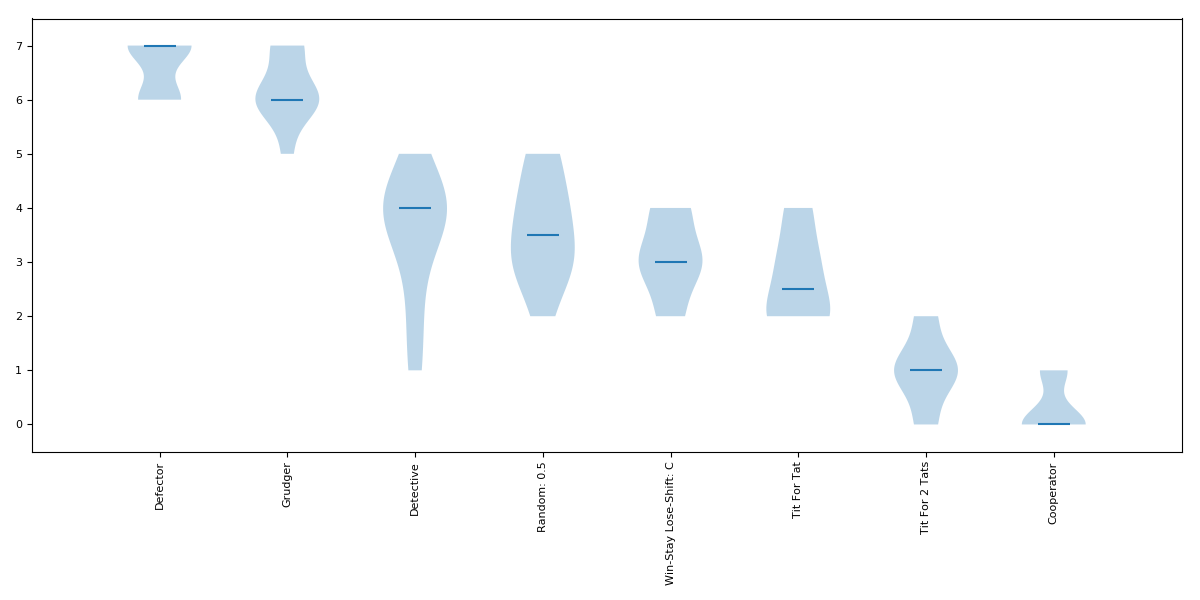 7
6
5
4
3
2
1
0
Defector
Grudger
Detective
Random: 0.5
Win-Stay Lose-Shift: C
Tit For Tat
Tit For 2 Tats
Cooperator